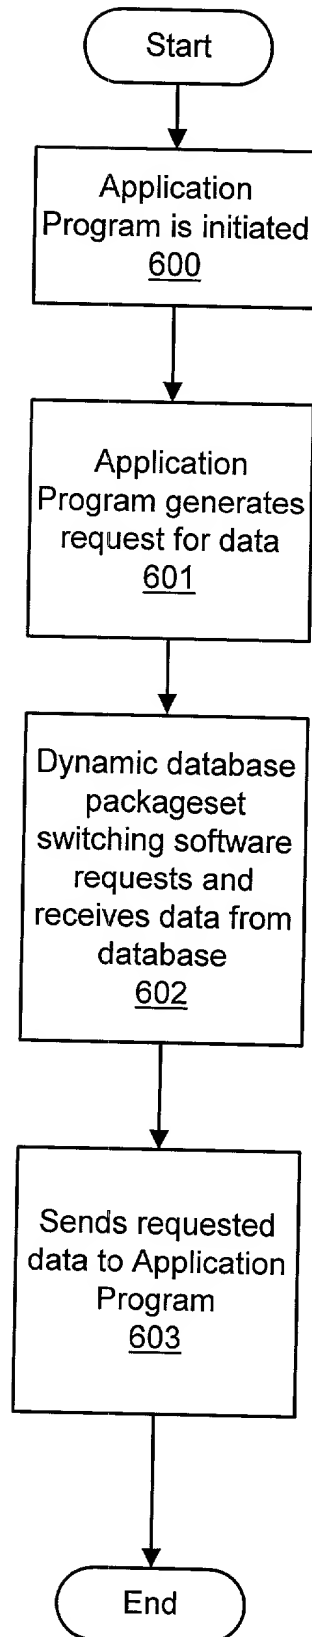 Start
Application
Program is initiated
600
Application
Program generates
request for data
601
Dynamic database
packageset
switching software
requests and
receives data from
database
602
Sends requested
data to Application
Program
603
End